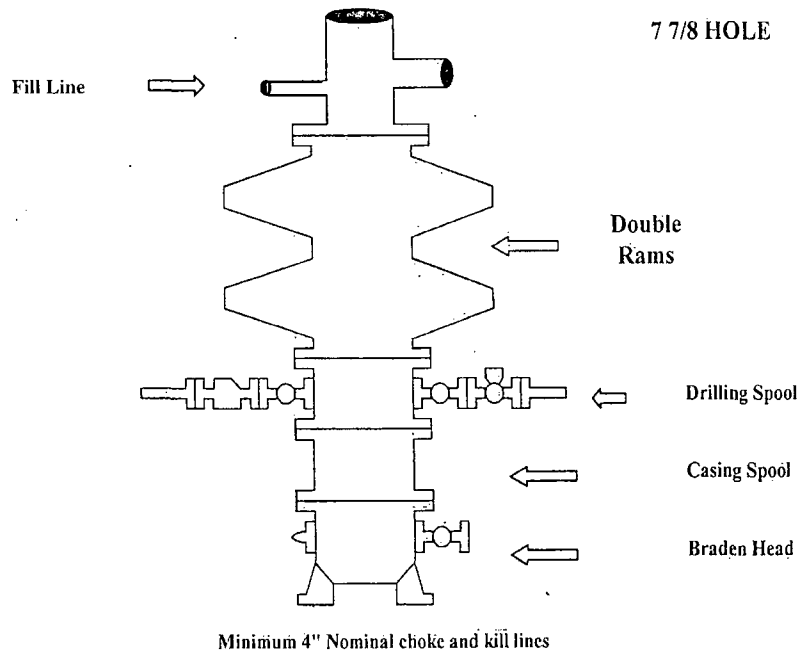 7 7/8 HOLE
Fill Line
Double
Rams
Drilling Spool
Casing Spool
Braden Head
Minimum 4" Nominal choke and kill lines